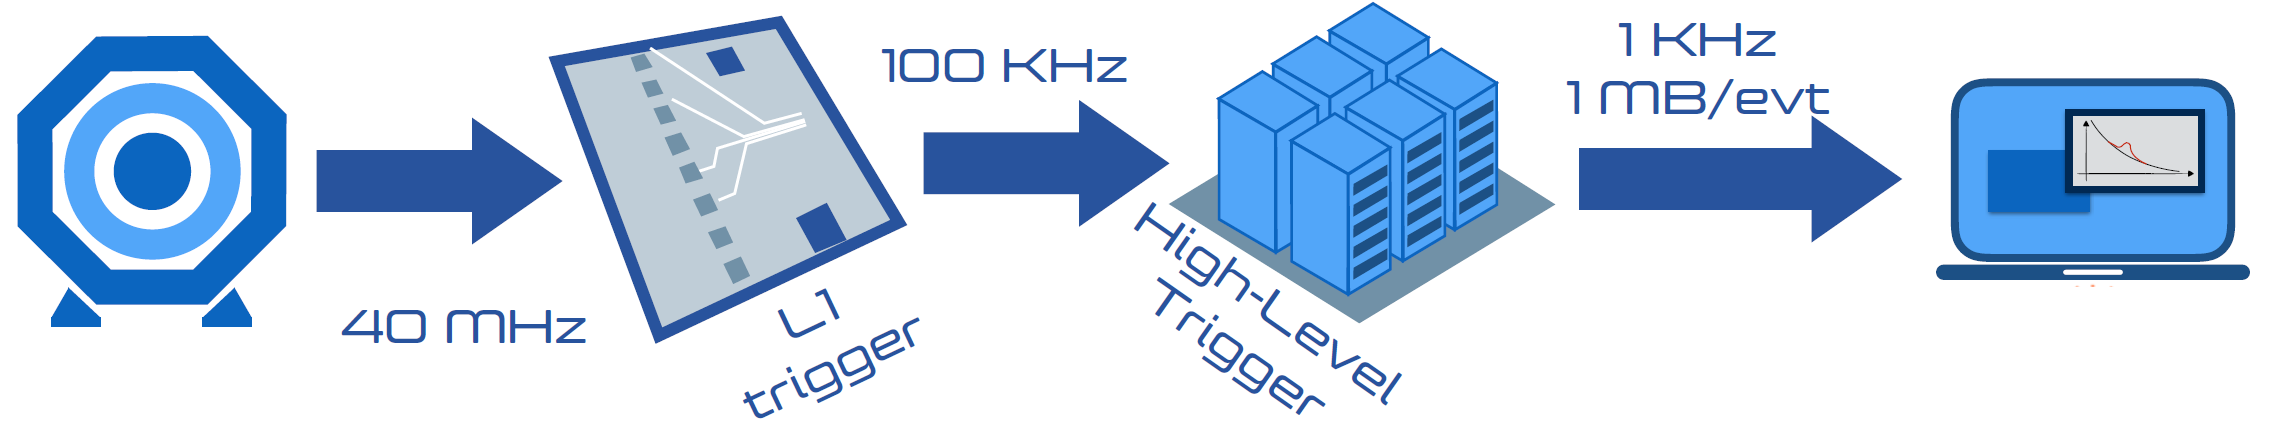 40 MHz
L1
trigger
100 KHz
High-Level
Trigger
1 KHz
1 MB/evt